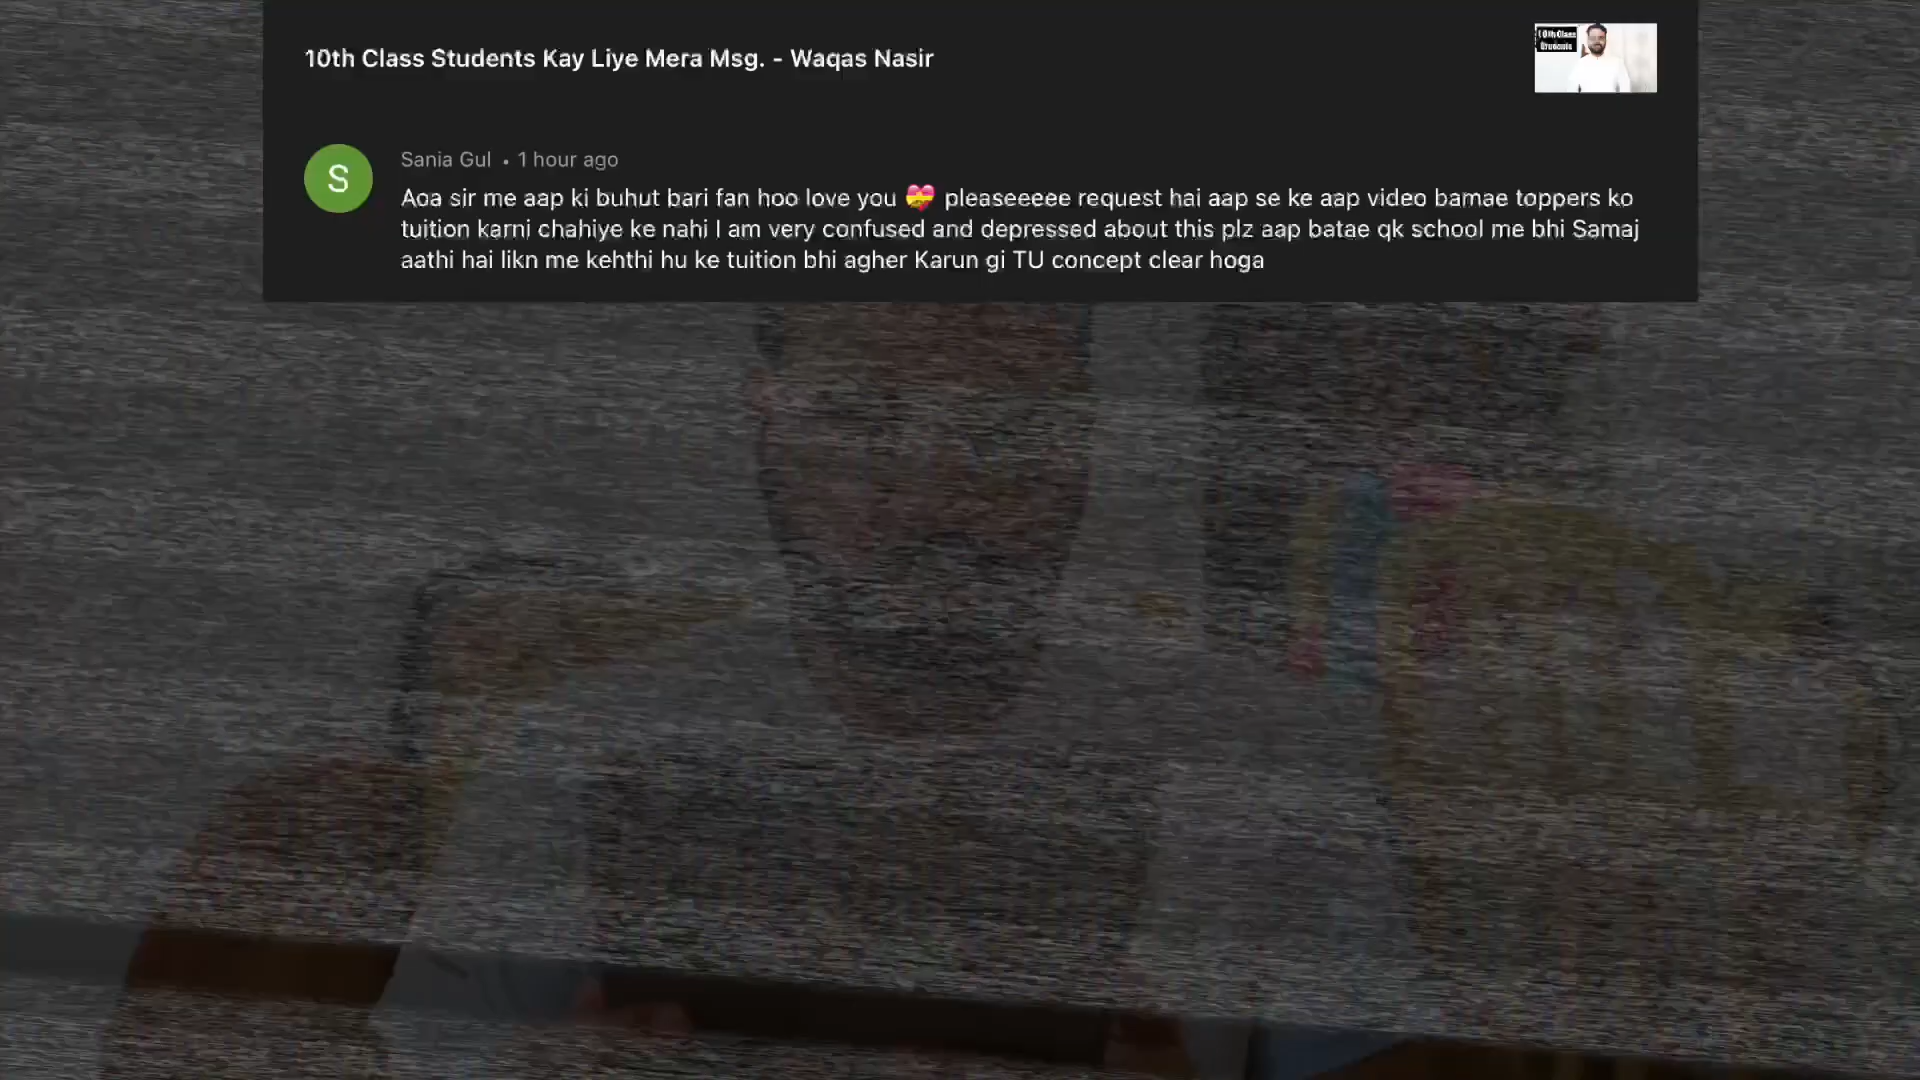 10th Class Students Kay Liye Mera Msg. - Waqas Nasir
10th Class
Students
S
Sania Gul • 1 hour ago
Aoa sir me aap ki buhut bari fan hoo love you 💝 pleaseeeee request hai aap se ke aap video bamae toppers ko
tuition karni chahiye ke nahi I am very confused and depressed about this plz aap batae qk school me bhi Samaj
aathi hai likn me kehthi hu ke tuition bhi agher Karun gi TU concept clear hoga